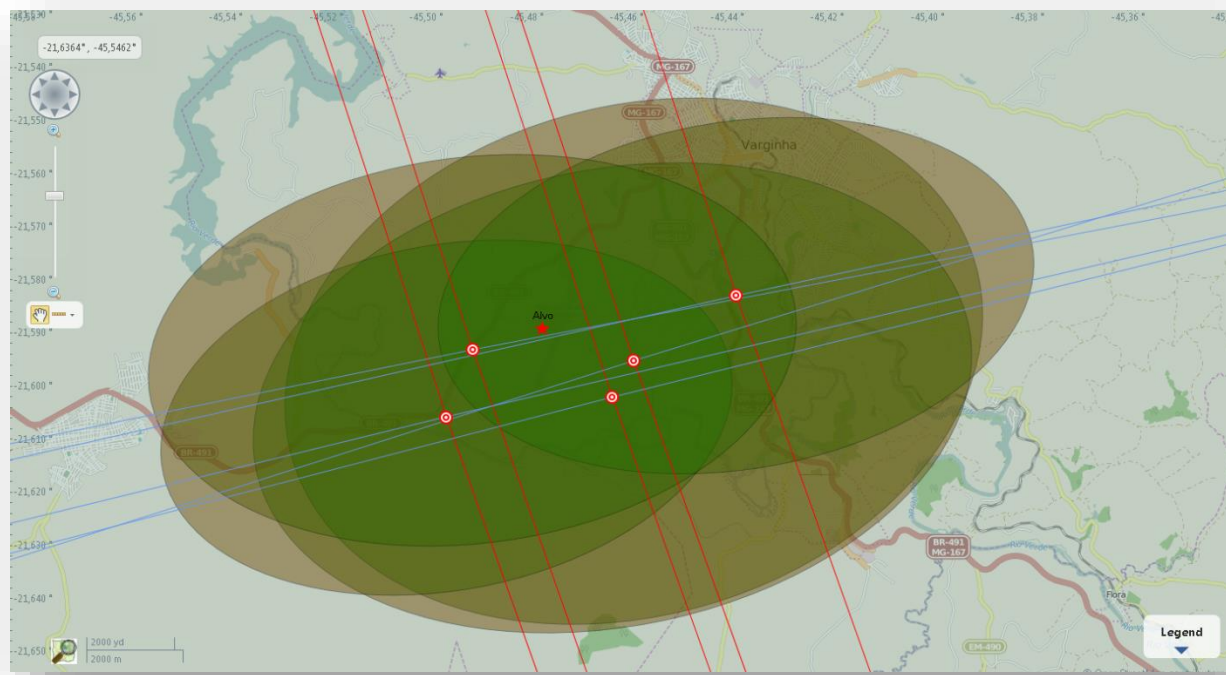 -45,56 °
-45,54 °
-45,52 °
-45,50 °
-45,48 °
-45,46 °
-45,44 °
-45,42 °
-45,40 °
-45,38 °
-45,36 °
-21,6364°, -45,5462°
-21,540 °
-21,550 °
-21,560 °
-21,570 °
-21,580 °
-21,590 °
-21,600 °
-21,610 °
-21,620 °
-21,630 °
-21,640 °
-21,650 °
MG-167
MG-167
Varginha
Alvo
BR-491
BR-491
MG-167
Flora
2000 yd
2000 m
Legend